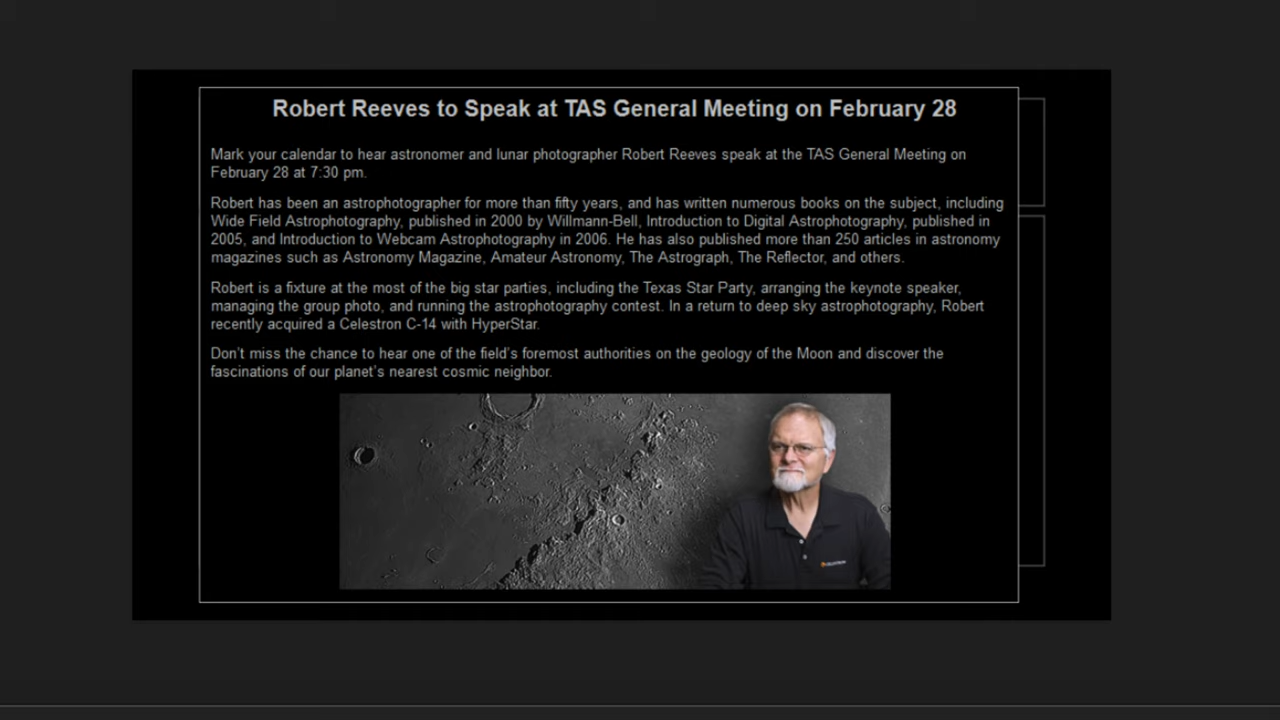 Robert Reeves to Speak at TAS General Meeting on February 28
Mark your calendar to hear astronomer and lunar photographer Robert Reeves speak at the TAS General Meeting on
February 28 at 7:30 pm.
Robert has been an astrophotographer for more than fifty years, and has written numerous books on the subject, including
Wide Field Astrophotography, published in 2000 by Willmann-Bell, Introduction to Digital Astrophotography, published in
2005, and Introduction to Webcam Astrophotography in 2006. He has also published more than 250 articles in astronomy
magazines such as Astronomy Magazine, Amateur Astronomy, The Astrograph, The Reflector, and others.
Robert is a fixture at the most of the big star parties, including the Texas Star Party, arranging the keynote speaker,
managing the group photo, and running the astrophotography contest. In a return to deep sky astrophotography, Robert
recently acquired a Celestron C-14 with HyperStar.
Don't miss the chance to hear one of the field's foremost authorities on the geology of the Moon and discover the
fascinations of our planet's nearest cosmic neighbor.
CELESTRON